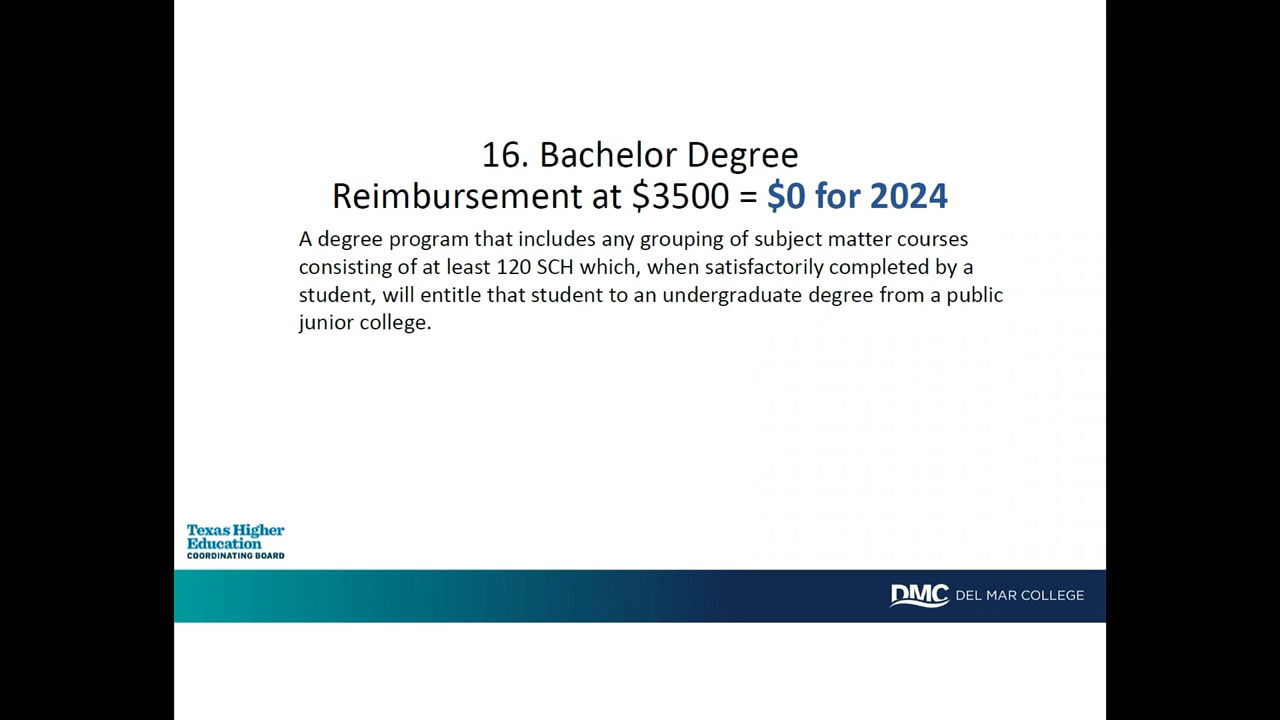 16. Bachelor Degree
Reimbursement at $3500 = $0 for 2024
A degree program that includes any grouping of subject matter courses
consisting of at least 120 SCH which, when satisfactorily completed by a
student, will entitle that student to an undergraduate degree from a public
junior college.
Texas Higher
Education
COORDINATING BOARD
DMC DEL MAR COLLEGE